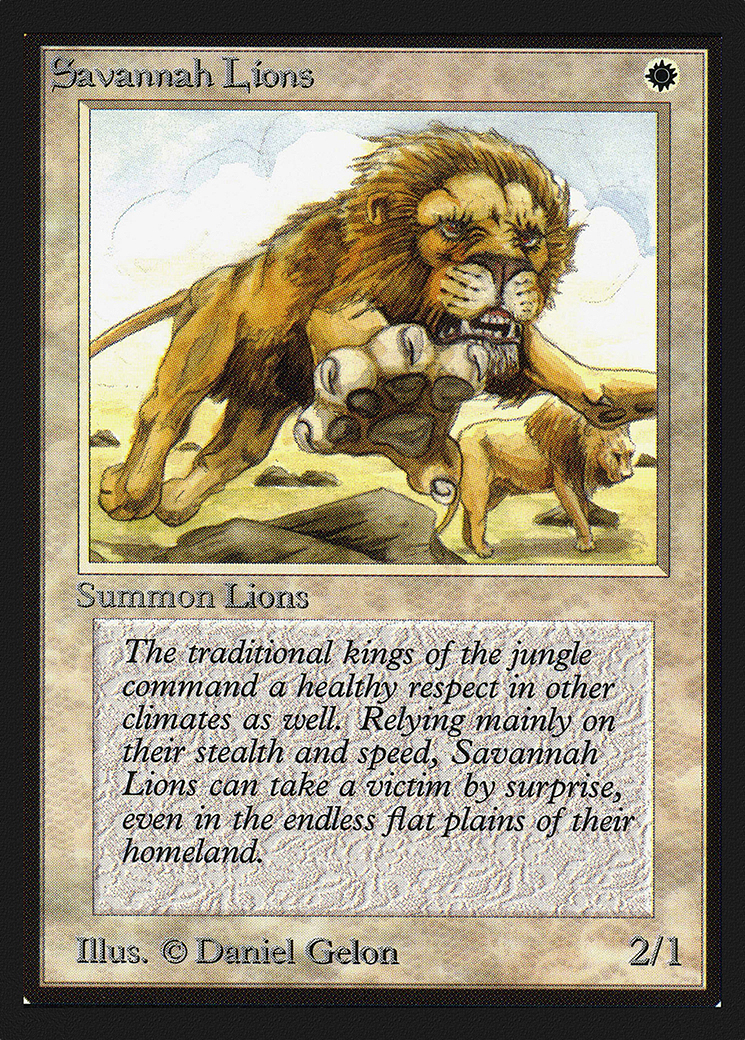 Savannah Lions
Summon Lions
The traditional kings of the jungle
command a healthy respect in other
climates as well. Relying mainly on
their stealth and speed, Savannah
Lions can take a victim by surprise,
even in the endless flat plains of their
homeland.
Illus. © Daniel Gelon
2/1